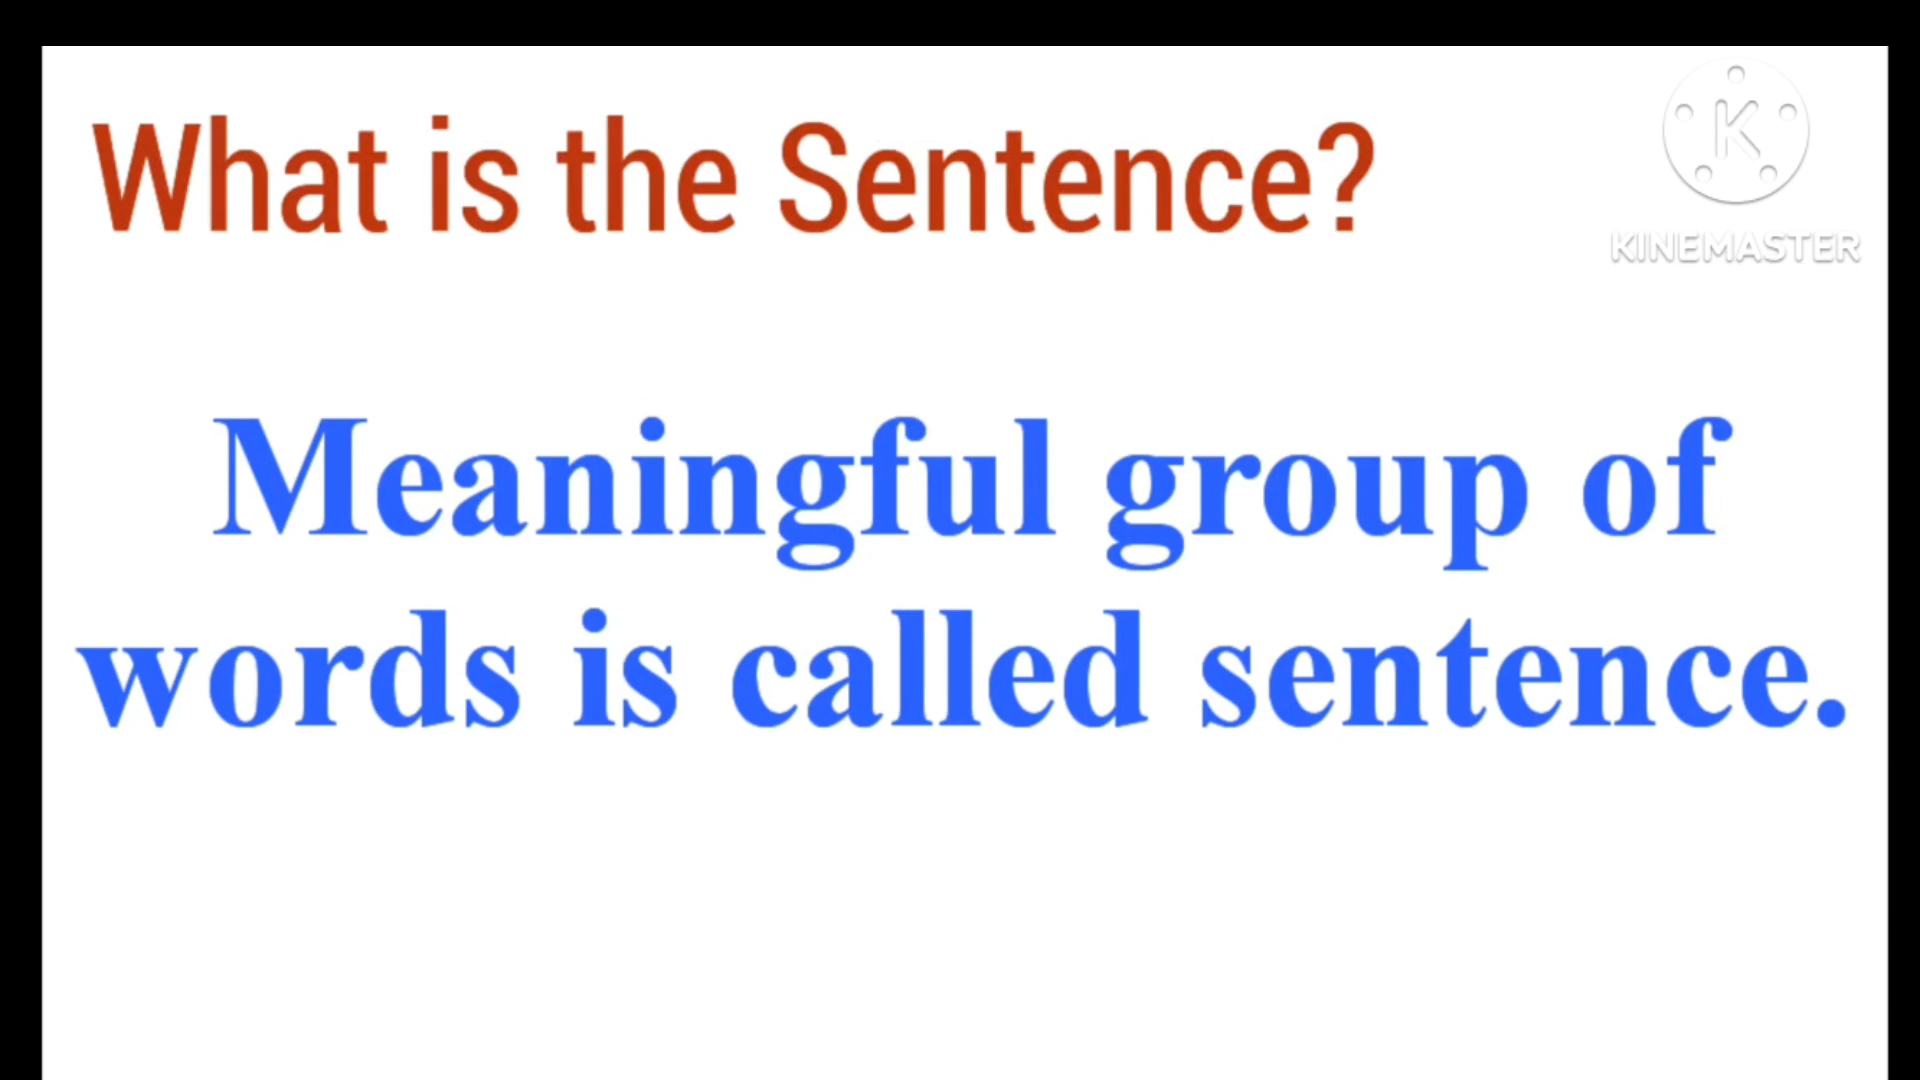 What is the Sentence?
K
KINEMASTER
Meaningful group of
words is called sentence.